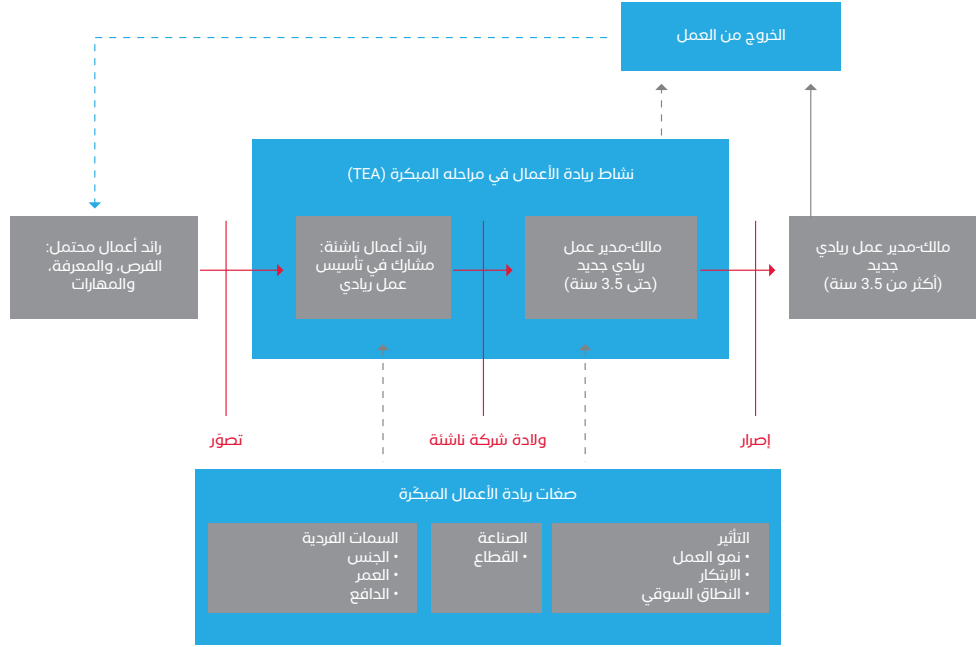 الخروج من العمل
نشاط ريادة الأعمال في مراحله المبكرة (TEA)
رائد أعمال محتمل:
الفرص، والمعرفة،
والمهارات
رائد أعمال ناشئة:
مشارك في تأسيس
عمل ريادي
مالك-مدير عمل
ريادي جديد
(حتى 3.5 سنة)
مالك-مدير عمل ريادي
جديد
(أكثر من 3.5 سنة)
تصوّر
ولادة شركة ناشئة
إصرار
صفات ريادة الأعمال المبكّرة
السمات الفردية
• الجنس
• العمر
• الدافع
الصناعة
• القطاع
التأثير
• نمو العمل
• الابتكار
• النطاق السوقي